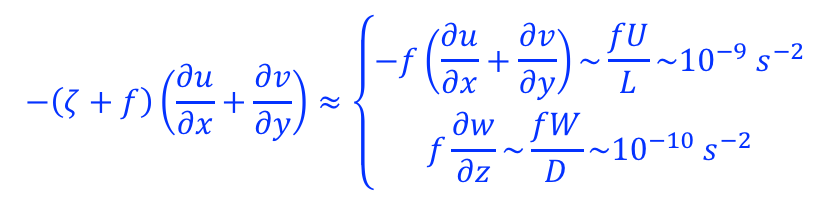 −(ζ + f) (∂u/∂x + ∂v/∂y) ≈ { −f (∂u/∂x + ∂v/∂y) ~ fU/L ~ 10⁻⁹ s⁻²
f ∂w/∂z ~ fW/D ~ 10⁻¹⁰ s⁻²